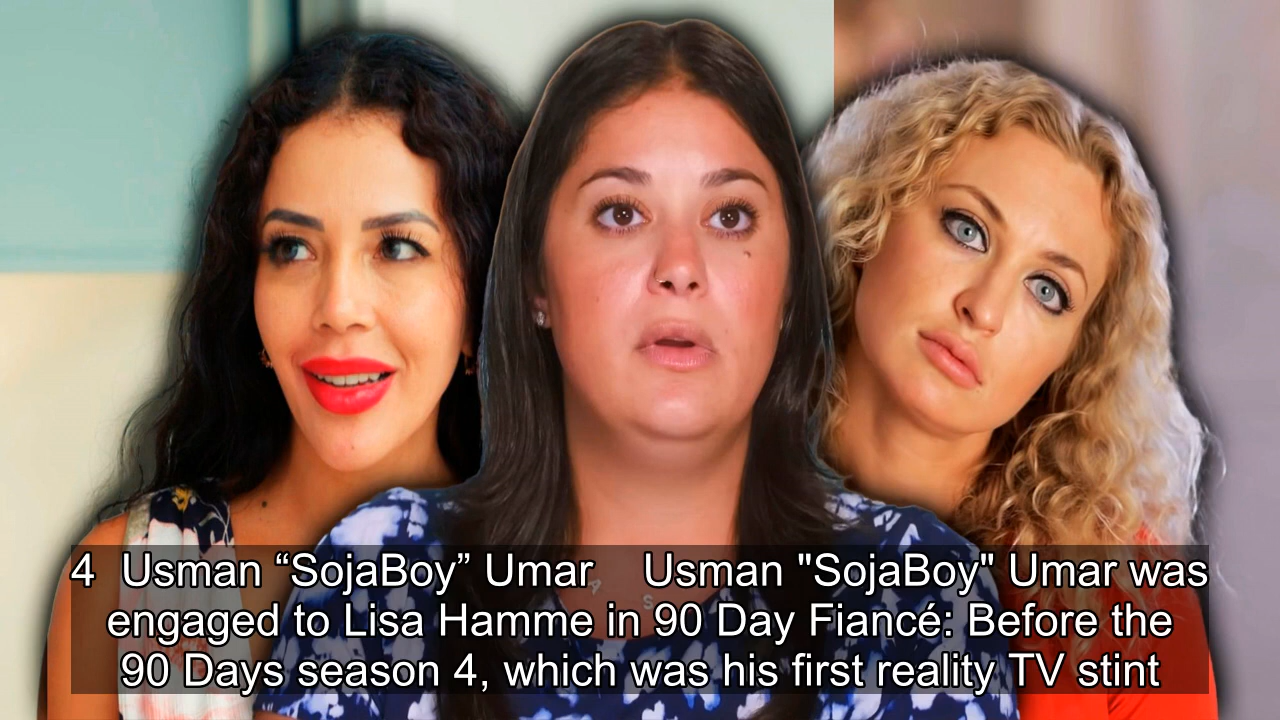 4  Usman “SojaBoy” Umar    Usman "SojaBoy" Umar was
engaged to Lisa Hamme in 90 Day Fiancé: Before the
90 Days season 4, which was his first reality TV stint